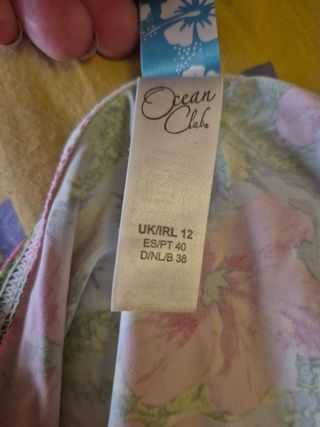 Ocean
Club®
UK/IRL 12
ES/PT 40
D/NL/B 38